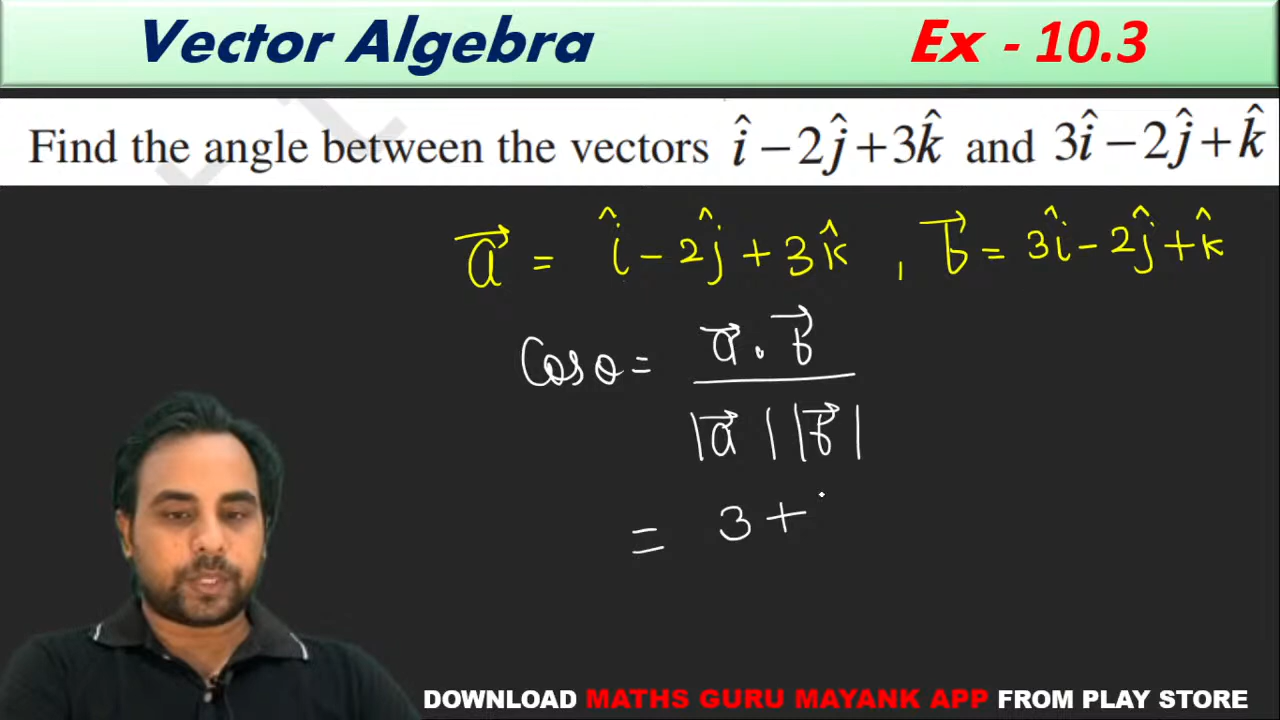 Vector Algebra Ex - 10.3
Find the angle between the vectors î − 2ĵ + 3k̂ and 3î − 2ĵ + k̂
a⃗ = î − 2ĵ + 3k̂ , b⃗ = 3î − 2ĵ + k̂
Cos θ = a⃗ . b⃗
|a⃗ | |b⃗ |
= 3 +
DOWNLOAD MATHS GURU MAYANK APP FROM PLAY STORE